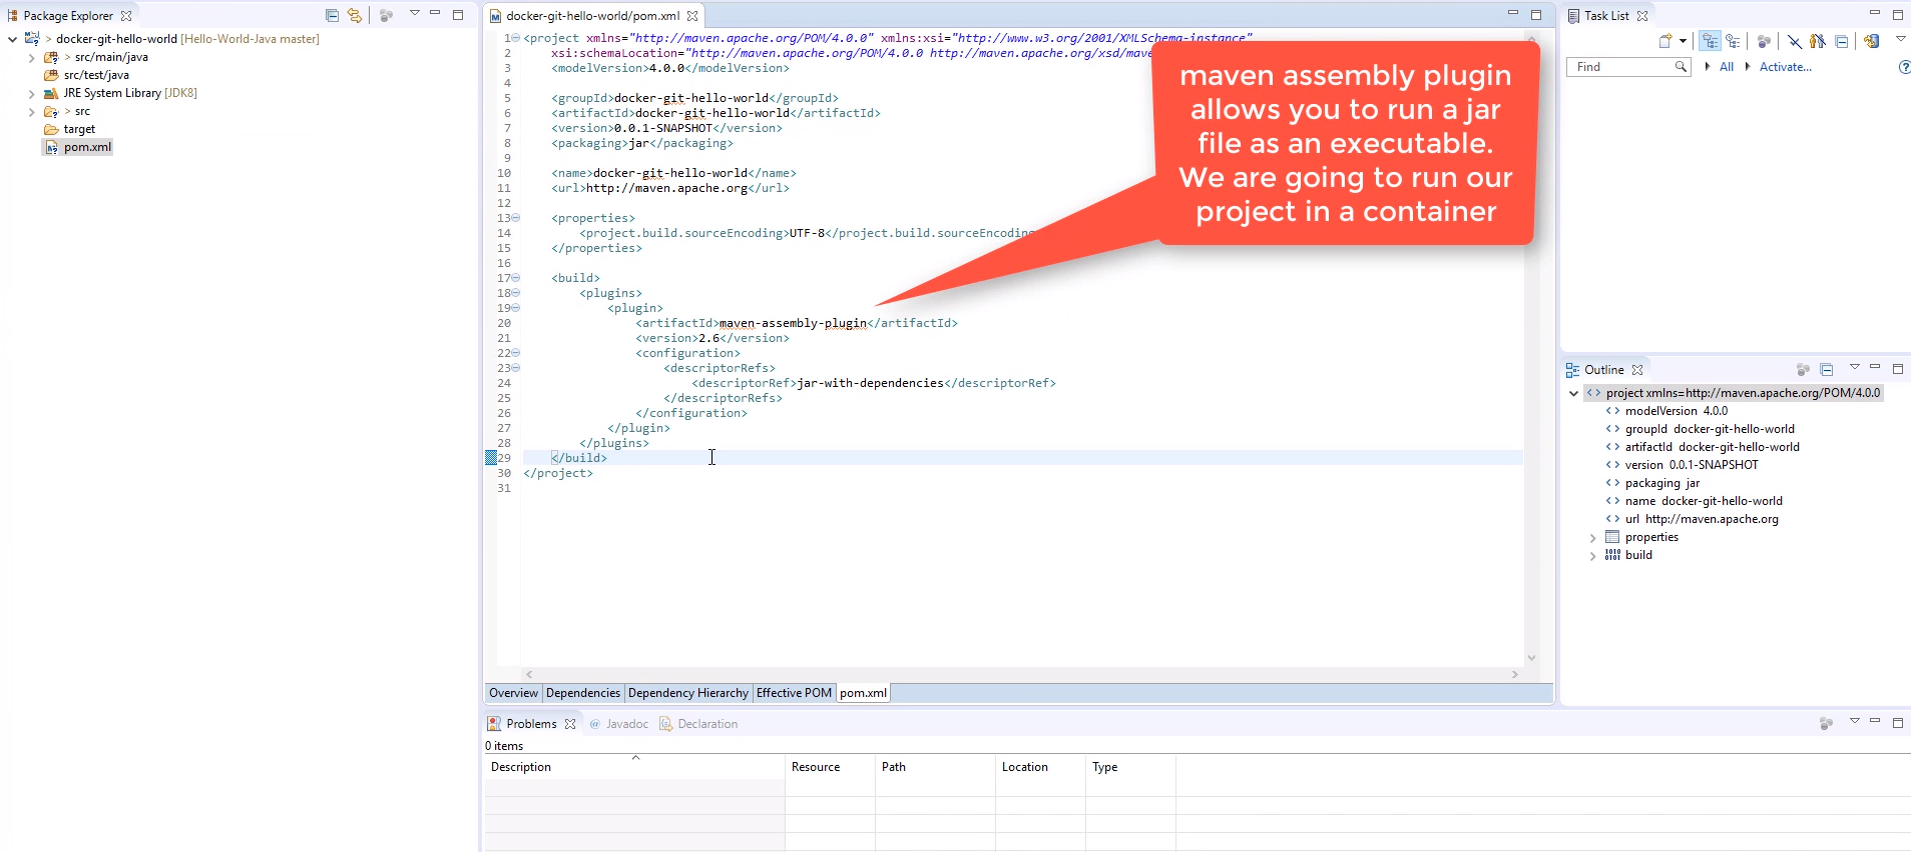 Package Explorer
docker-git-hello-world [Hello-World-Java master]
src/main/java
src/test/java
JRE System Library [JDK8]
src
target
pom.xml
docker-git-hello-world/pom.xml
1 <project xmlns="http://maven.apache.org/POM/4.0.0" xmlns:xsi="http://www.w3.org/2001/XMLSchema-instance"
2 xsi:schemaLocation="http://maven.apache.org/POM/4.0.0 http://maven.apache.org/xsd/mave
3 <modelVersion>4.0.0</modelVersion>
4
5 <groupId>docker-git-hello-world</groupId>
6 <artifactId>docker-git-hello-world</artifactId>
7 <version>0.0.1-SNAPSHOT</version>
8 <packaging>jar</packaging>
9
10 <name>docker-git-hello-world</name>
11 <url>http://maven.apache.org</url>
12
13 <properties>
14 <project.build.sourceEncoding>UTF-8</project.build.sourceEncoding
15 </properties>
16
17 <build>
18 <plugins>
19 <plugin>
20 <artifactId>maven-assembly-plugin</artifactId>
21 <version>2.6</version>
22 <configuration>
23 <descriptorRefs>
24 <descriptorRef>jar-with-dependencies</descriptorRef>
25 </descriptorRefs>
26 </configuration>
27 </plugin>
28 </plugins>
29 </build>
30 </project>
31
maven assembly plugin
allows you to run a jar
file as an executable.
We are going to run our
project in a container
Overview Dependencies Dependency Hierarchy Effective POM pom.xml
Problems Javadoc Declaration
0 items
Description Resource Path Location Type
Task List
Find All Activate...
Outline
project xmlns=http://maven.apache.org/POM/4.0.0
modelVersion 4.0.0
groupId docker-git-hello-world
artifactId docker-git-hello-world
version 0.0.1-SNAPSHOT
packaging jar
name docker-git-hello-world
url http://maven.apache.org
properties
build